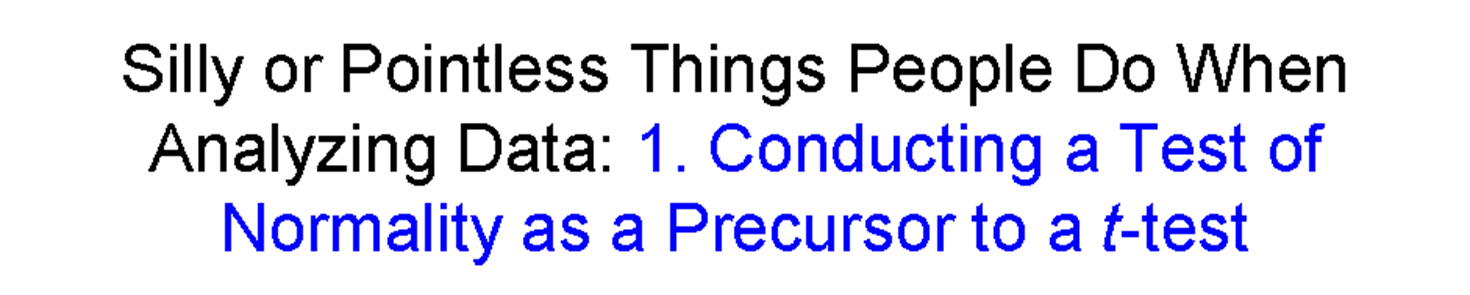 Silly or Pointless Things People Do When
Analyzing Data: 1. Conducting a Test of
Normality as a Precursor to a t-test